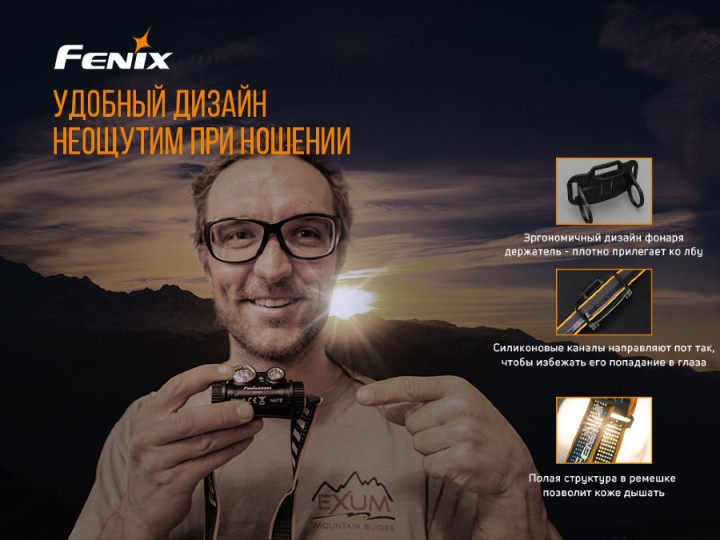 FENIX
УДОБНЫЙ ДИЗАЙН
НЕОЩУТИМ ПРИ НОШЕНИИ
Эргономичный дизайн фонаря
держатель - плотно прилегает ко лбу
Силиконовые каналы направляют пот так,
чтобы избежать его попадание в глаза
Полая структура в ремешке
позволит коже дышать
NATE
EXUM
MOUNTAIN GUIDES